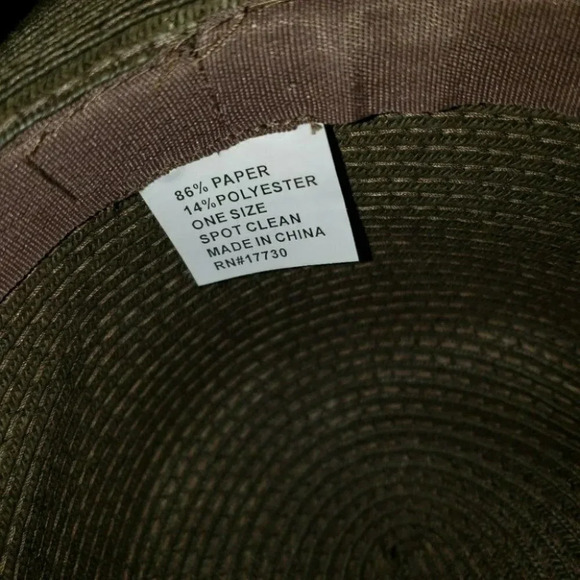 86% PAPER
14%POLYESTER
ONE SIZE
SPOT CLEAN
MADE IN CHINA
RN#17730